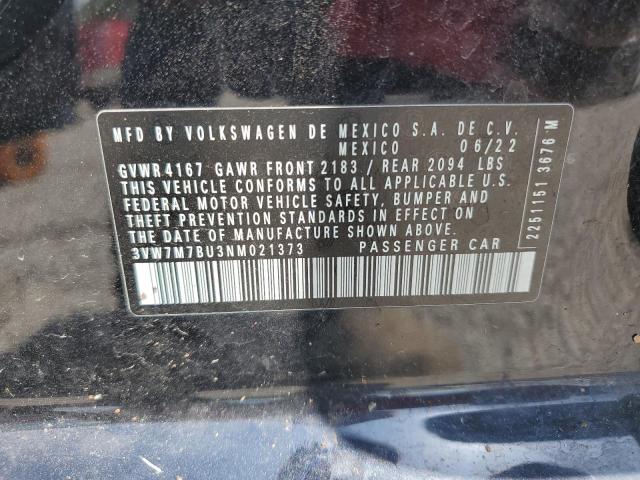 MFD BY VOLKSWAGEN DE MEXICO S.A. DE C.V.
MEXICO 06/22
GVWR 4167 GAWR FRONT 2183 / REAR 2094 LBS
THIS VEHICLE CONFORMS TO ALL APPLICABLE U.S.
FEDERAL MOTOR VEHICLE SAFETY, BUMPER AND
THEFT PREVENTION STANDARDS IN EFFECT ON
THE DATE OF MANUFACTURE SHOWN ABOVE.
3VW7M7BU3NM021373 PASSENGER CAR
2251151 3676 M